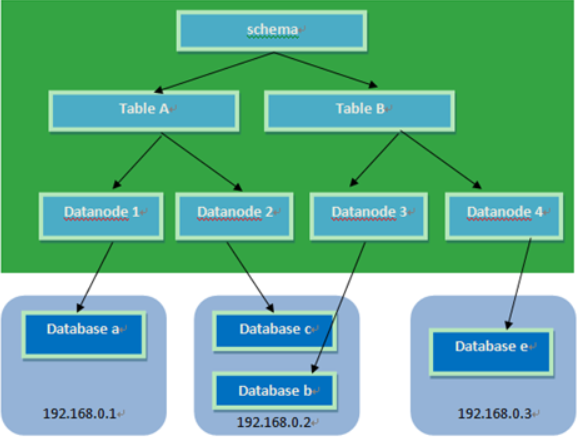 schema
Table A
Table B
Datanode 1
Datanode 2
Datanode 3
Datanode 4
Database a
Database c
Database e
Database b
192.168.0.1
192.168.0.2
192.168.0.3